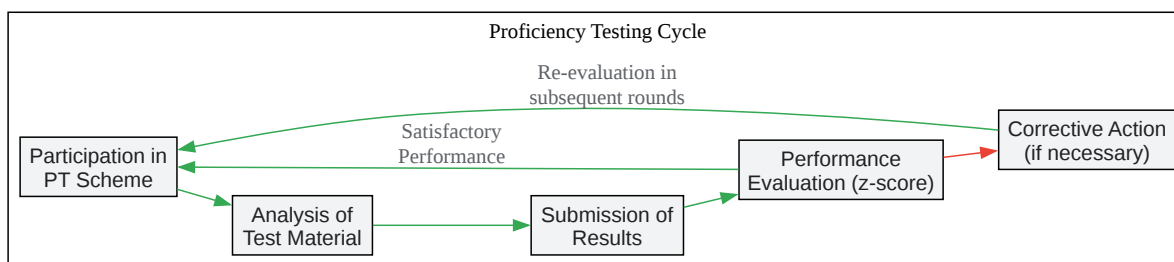 Proficiency Testing Cycle
Re-evaluation in
subsequent rounds
Satisfactory
Performance
Participation in
PT Scheme
Analysis of
Test Material
Submission of
Results
Performance
Evaluation (z-score)
Corrective Action
(if necessary)